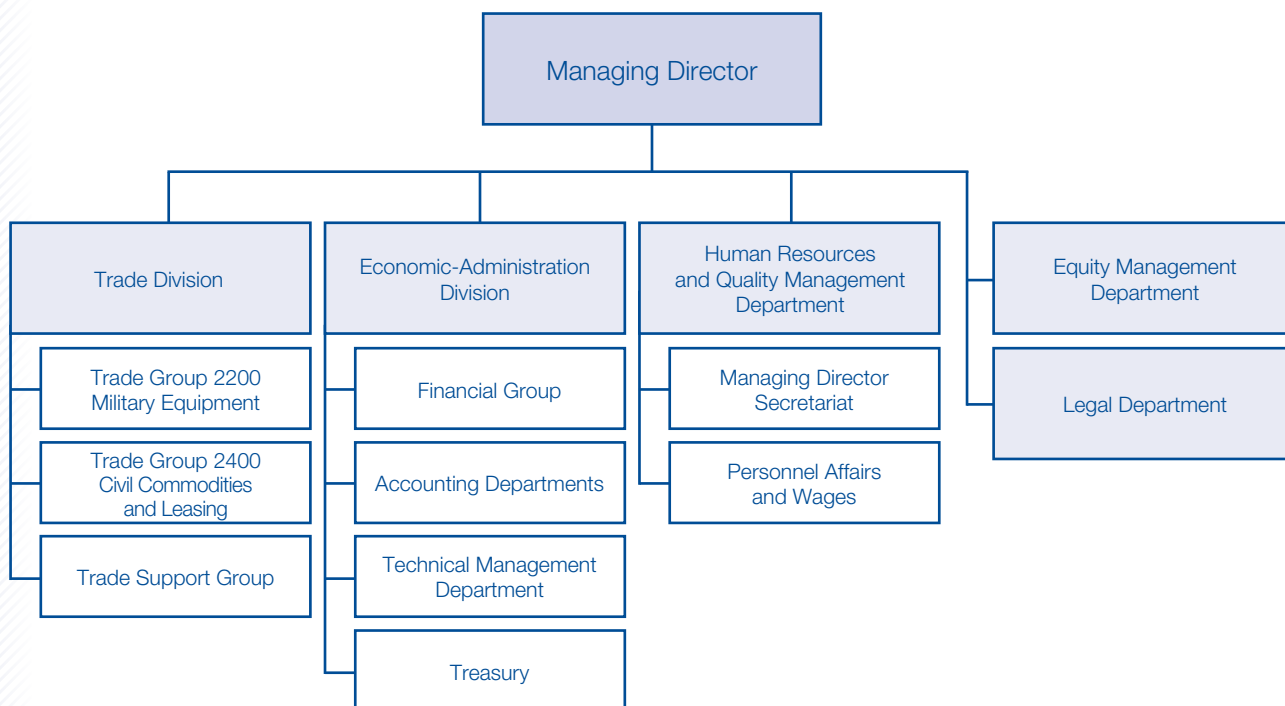 Managing Director
Trade Division
Economic-Administration
Division
Human Resources
and Quality Management
Department
Equity Management
Department
Trade Group 2200
Military Equipment
Financial Group
Managing Director
Secretariat
Legal Department
Trade Group 2400
Civil Commodities
and Leasing
Accounting Departments
Personnel Affairs
and Wages
Trade Support Group
Technical Management
Department
Treasury